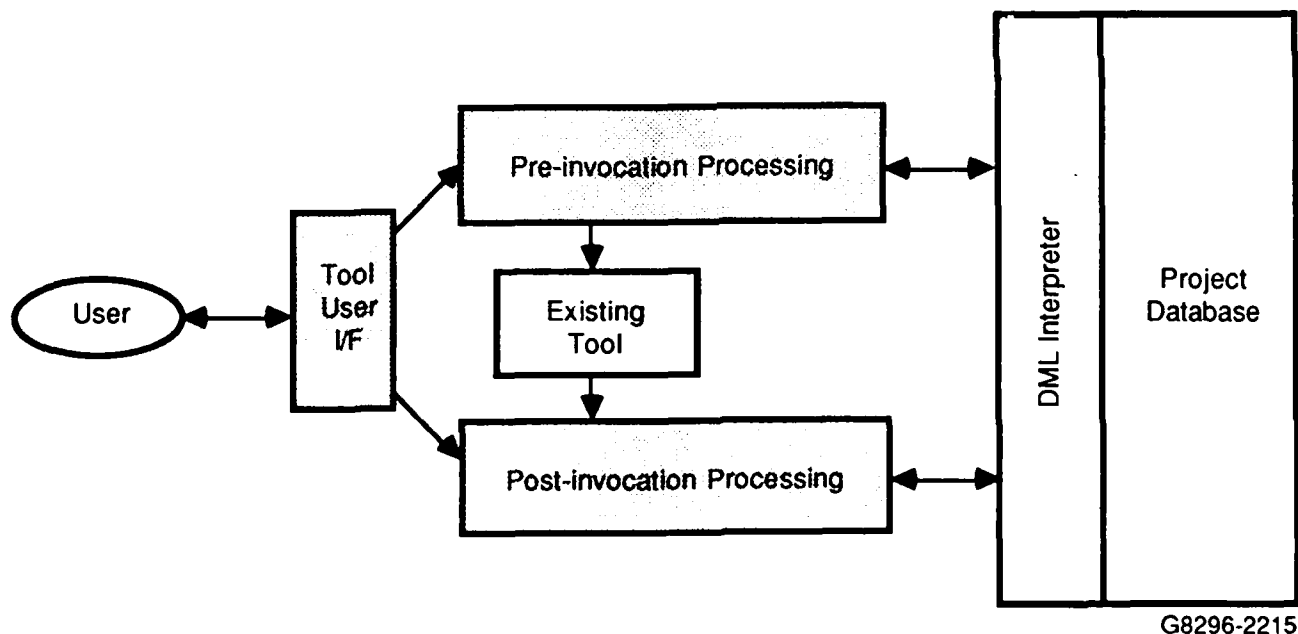 User
Tool
User
I/F
Pre-invocation Processing
Existing
Tool
Post-invocation Processing
DML Interpreter
Project
Database
G8296-2215